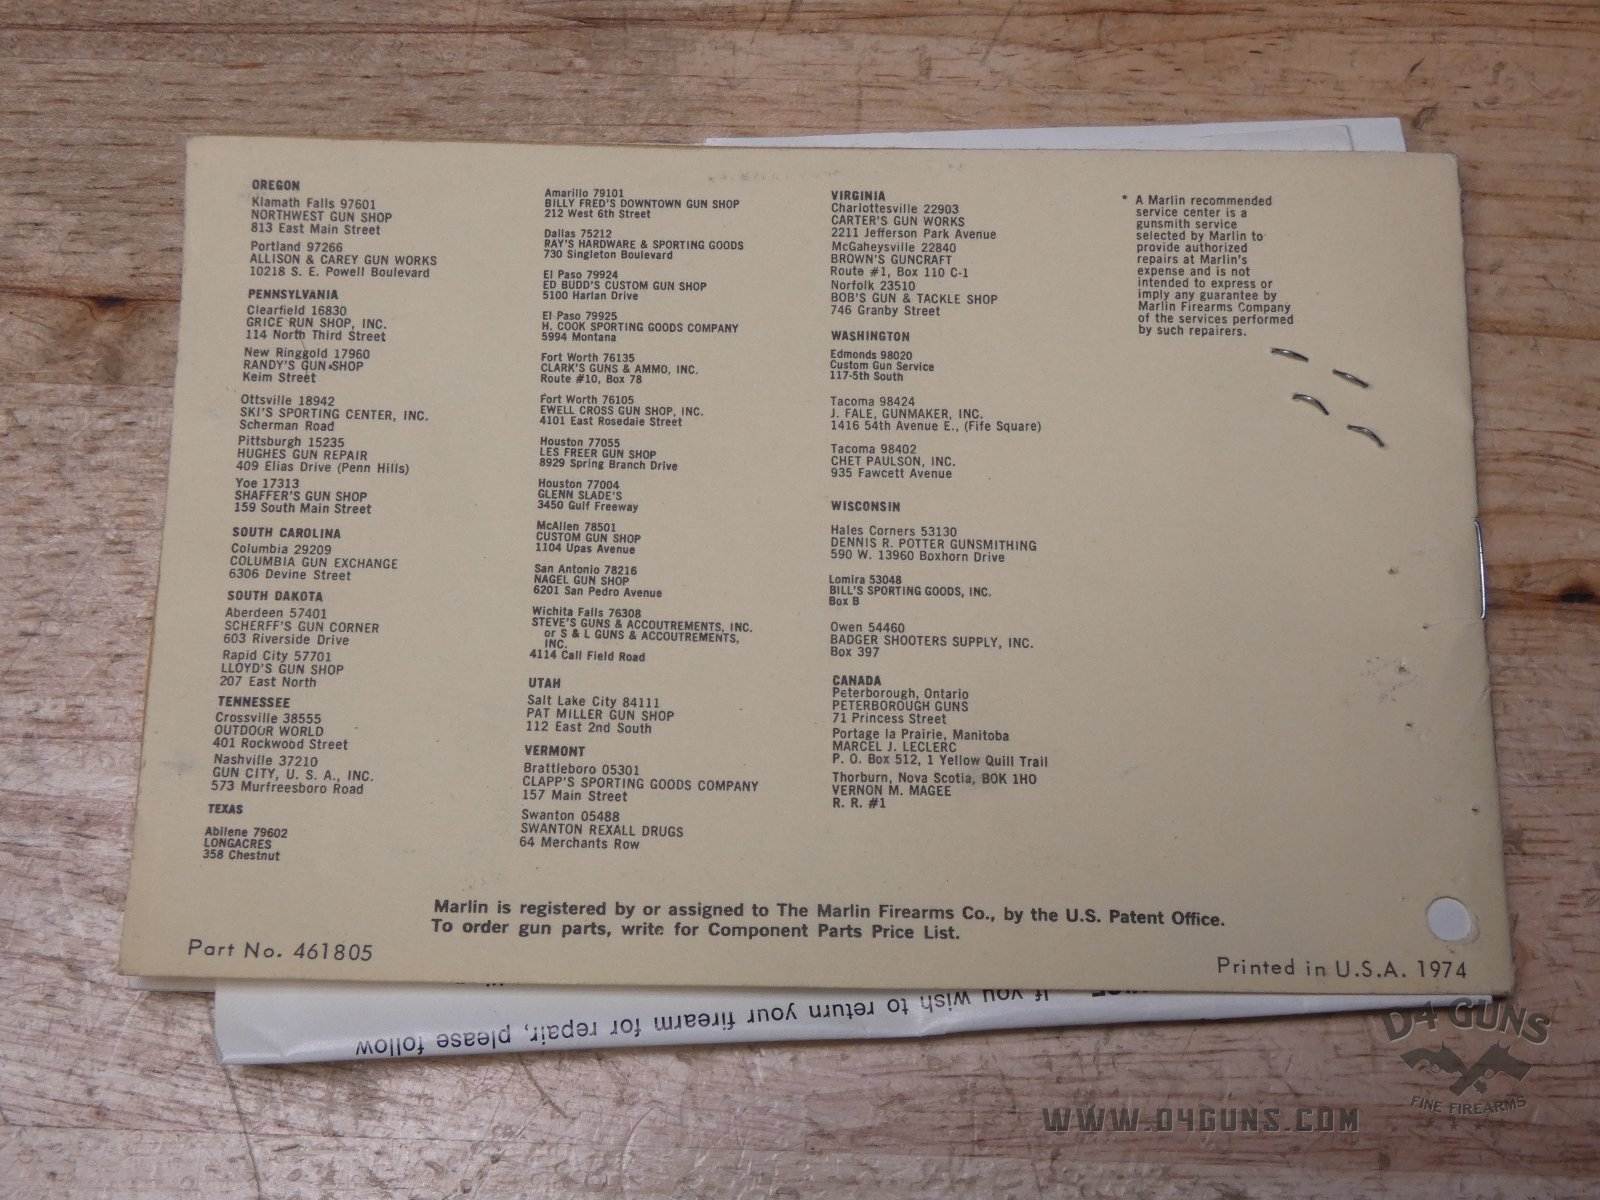 OREGON
Klamath Falls 97601
NORTHWEST GUN SHOP
813 East Main Street
Portland 97266
ALLISON & CAREY GUN WORKS
10218 S. E. Powell Boulevard
PENNSYLVANIA
Clearfield 16830
GRICE RUN SHOP, INC.
114 North Third Street
New Ringgold 17960
RANDY'S GUN SHOP
Keim Street
Ottsville 18942
SKI'S SPORTING CENTER, INC.
Scherman Road
Pittsburgh 15235
HUGHES GUN REPAIR
409 Elias Drive (Penn Hills)
Yoe 17313
SHAFFER'S GUN SHOP
159 South Main Street
SOUTH CAROLINA
Columbia 29209
COLUMBIA GUN EXCHANGE
6306 Devine Street
SOUTH DAKOTA
Aberdeen 57401
SCHERFF'S GUN CORNER
603 Riverside Drive
Rapid City 57701
LLOYD'S GUN SHOP
207 East North
TENNESSEE
Crossville 38555
OUTDOOR WORLD
401 Rockwood Street
Nashville 37210
GUN CITY, U. S. A., INC.
573 Murfreesboro Road
TEXAS
Abilene 79602
LONGACRES
358 Chestnut
Amarillo 79101
BILLY FRED'S DOWNTOWN GUN SHOP
212 West 6th Street
Dallas 75212
RAY'S HARDWARE & SPORTING GOODS
730 Singleton Boulevard
El Paso 79924
ED BUDD'S CUSTOM GUN SHOP
5100 Harlan Drive
El Paso 79925
H. COOK SPORTING GOODS COMPANY
5994 Montana
Fort Worth 76135
CLARK'S GUNS & AMMO, INC.
Route #10, Box 78
Fort Worth 76105
EWELL CROSS GUN SHOP, INC.
4101 East Rosedale Street
Houston 77055
LES FREER GUN SHOP
8929 Spring Branch Drive
Houston 77004
GLENN SLADE'S
3450 Gulf Freeway
McAllen 78501
CUSTOM GUN SHOP
1104 Upas Avenue
San Antonio 78216
NAGEL GUN SHOP
6201 San Pedro Avenue
Wichita Falls 76308
STEVE'S GUNS & ACCOUTREMENTS, INC.
or S & L GUNS & ACCOUTREMENTS,
INC.
4114 Call Field Road
UTAH
Salt Lake City 84111
PAT MILLER GUN SHOP
112 East 2nd South
VERMONT
Brattleboro 05301
CLAPP'S SPORTING GOODS COMPANY
157 Main Street
Swanton 05488
SWANTON REXALL DRUGS
64 Merchants Row
VIRGINIA
Charlottesville 22903
CARTER'S GUN WORKS
2211 Jefferson Park Avenue
McGaheysville 22840
BROWN'S GUNCRAFT
Route #1, Box 110 C-1
Norfolk 23510
BOB'S GUN & TACKLE SHOP
746 Granby Street
WASHINGTON
Edmonds 98020
Custom Gun Service
117-5th South
Tacoma 98424
J. FALE, GUNMAKER, INC.
1416 54th Avenue E., (Fife Square)
Tacoma 98402
CHET PAULSON, INC.
935 Fawcett Avenue
WISCONSIN
Hales Corners 53130
DENNIS R. POTTER GUNSMITHING
590 W. 13960 Boxhorn Drive
Lomira 53048
BILL'S SPORTING GOODS, INC.
Box B
Owen 54460
BADGER SHOOTERS SUPPLY, INC.
Box 397
CANADA
Peterborough, Ontario
PETERBOROUGH GUNS
71 Princess Street
Portage la Prairie, Manitoba
MARCEL J. LECLERC
P. O. Box 512, 1 Yellow Quill Trail
Thorburn, Nova Scotia, BOK 1HO
VERNON M. MAGEE
R. R. #1
* A Marlin recommended
service center is a
gunsmith service
selected by Marlin to
provide authorized
repairs at Marlin's
expense and is not
intended to express or
imply any guarantee by
Marlin Firearms Company
of the services performed
by such repairers.
Marlin is registered by or assigned to The Marlin Firearms Co., by the U.S. Patent Office.
To order gun parts, write for Component Parts Price List.
Part No. 461805
Printed in U.S.A. 1974
If you wish to return your firearm for repair, please follow
D4 GUNS
FINE FIREARMS
WWW.D4GUNS.COM